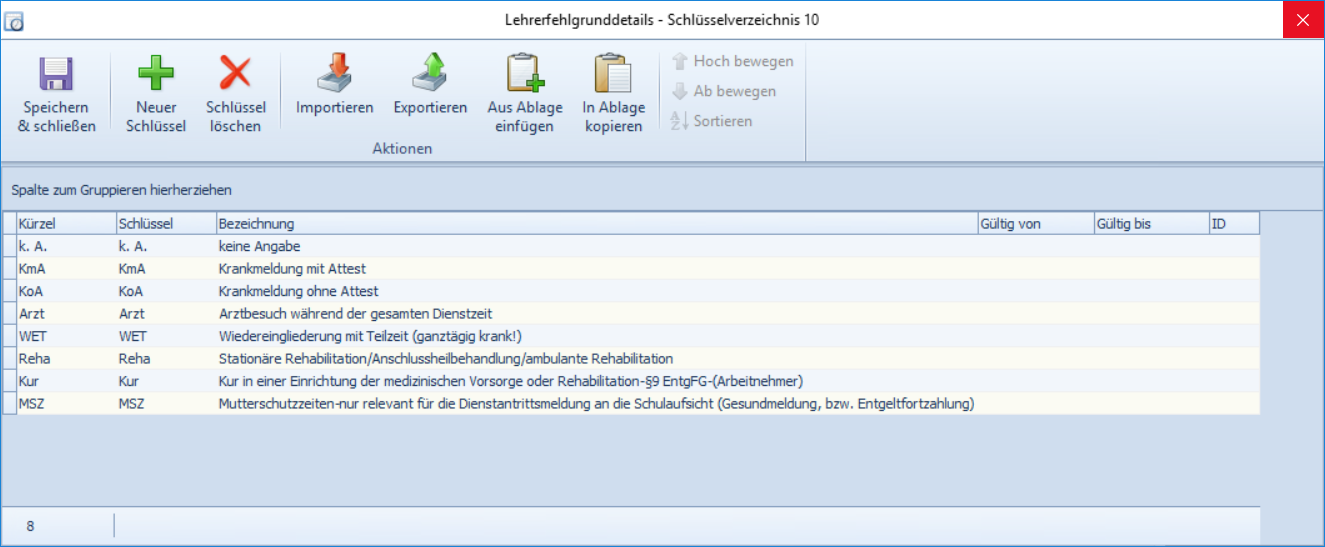 Lehrerfehlgrunddetails - Schlüsselverzeichnis 10
Speichern & schließen
Neuer Schlüssel
Schlüssel löschen
Importieren
Exportieren
Aus Ablage einfügen
In Ablage kopieren
Hoch bewegen
Ab bewegen
Sortieren
Aktionen
Spalte zum Gruppieren hierherziehen
Kürzel Schlüssel Bezeichnung Gültig von Gültig bis ID
k. A. k. A. keine Angabe
KmA KmA Krankmeldung mit Attest
KoA KoA Krankmeldung ohne Attest
Arzt Arzt Arztbesuch während der gesamten Dienstzeit
WET WET Wiedereingliederung mit Teilzeit (ganztägig krank!)
Reha Reha Stationäre Rehabilitation/Anschlussheilbehandlung/ambulante Rehabilitation
Kur Kur Kur in einer Einrichtung der medizinischen Vorsorge oder Rehabilitation-§9 EntgFG-(Arbeitnehmer)
MSZ MSZ Mutterschutzzeiten-nur relevant für die Dienstantrittsmeldung an die Schulaufsicht (Gesundmeldung, bzw. Entgeltfortzahlung)
8